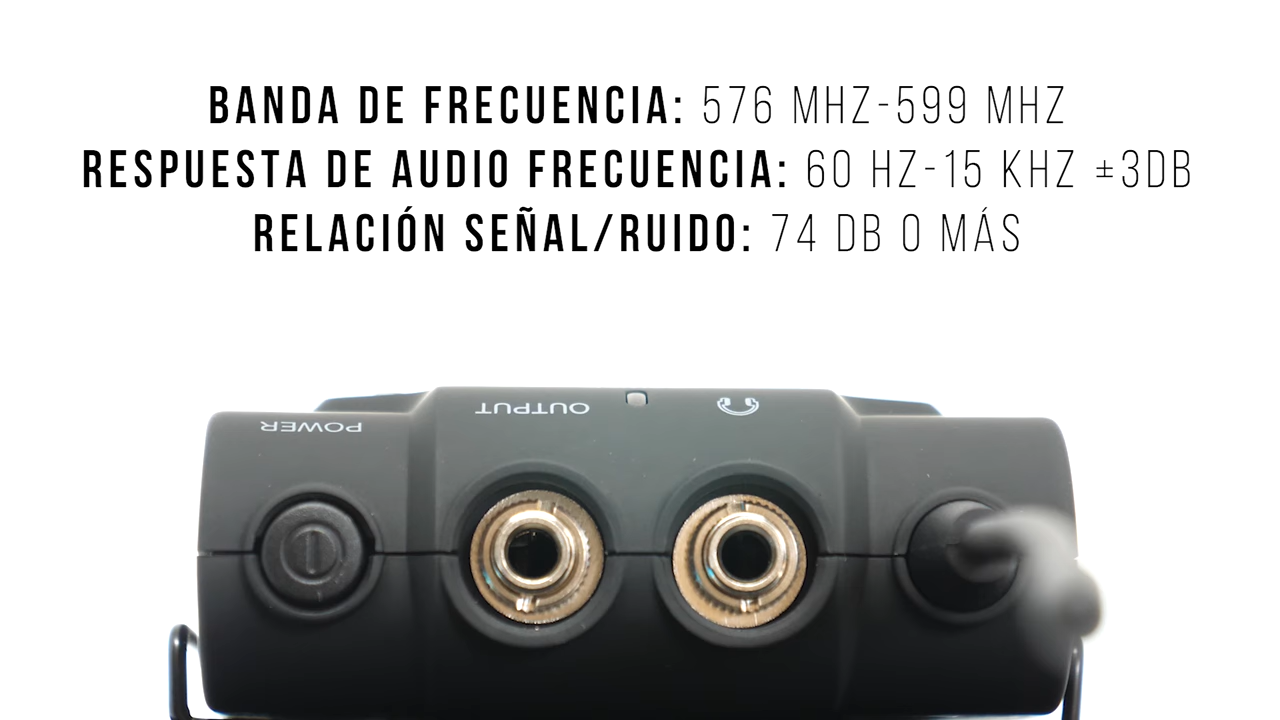 BANDA DE FRECUENCIA: 576 MHZ-599 MHZ
RESPUESTA DE AUDIO FRECUENCIA: 60 HZ-15 KHZ ±3DB
RELACIÓN SEÑAL/RUIDO: 74 DB O MÁS
OUTPUT
POWER